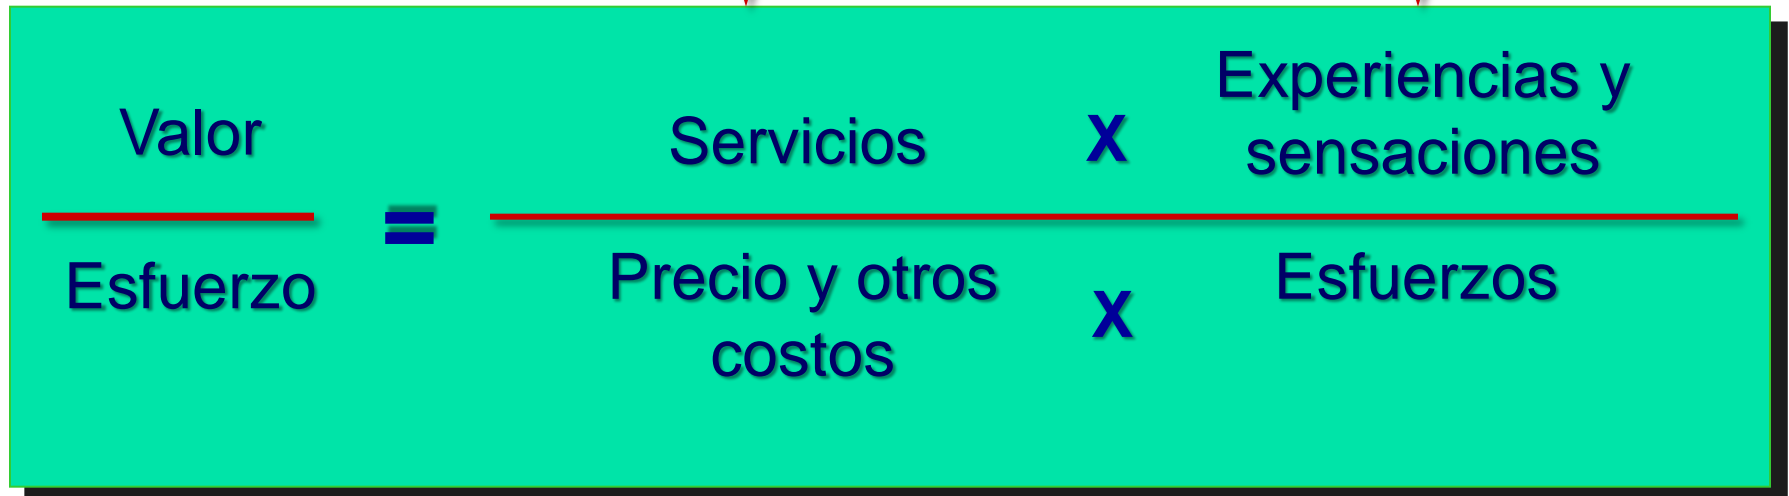 Valor
Esfuerzo
=
Servicios X Experiencias y
sensaciones
Precio y otros
costos
X
Esfuerzos